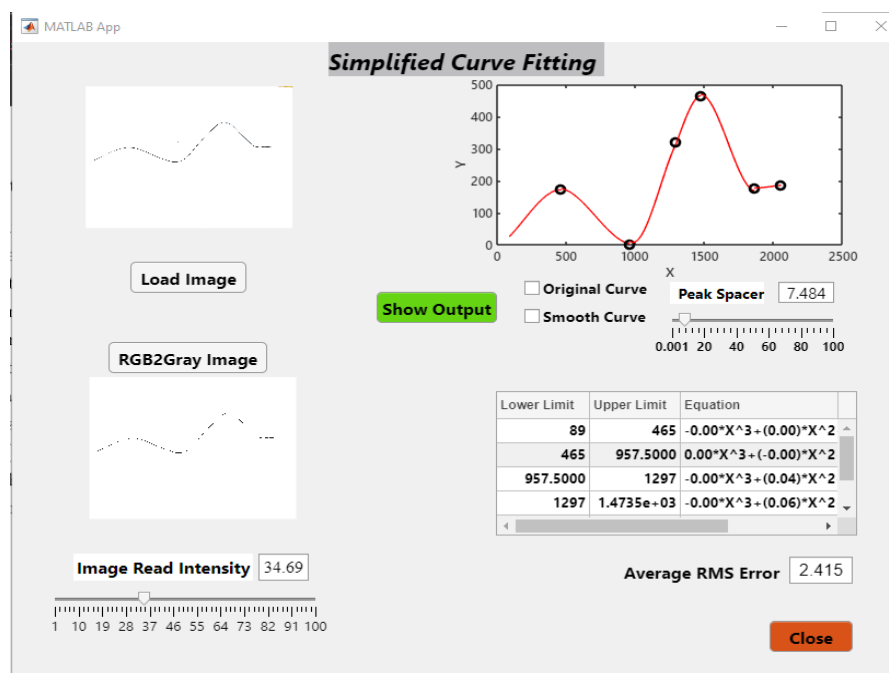 MATLAB App
Simplified Curve Fitting
500
400
300
200
100
0
Y
0 500 1000 1500 2000 2500
X
Load Image
Show Output
Original Curve
Smooth Curve
Peak Spacer 7.484
0.001 20 40 60 80 100
RGB2Gray Image
Lower Limit Upper Limit Equation
89 465 -0.00*X^3+(0.00)*X^2
465 957.5000 0.00*X^3+(-0.00)*X^2
957.5000 1297 -0.00*X^3+(0.04)*X^2
1297 1.4735e+03 -0.00*X^3+(0.06)*X^2
Image Read Intensity 34.69
1 10 19 28 37 46 55 64 73 82 91 100
Average RMS Error 2.415
Close